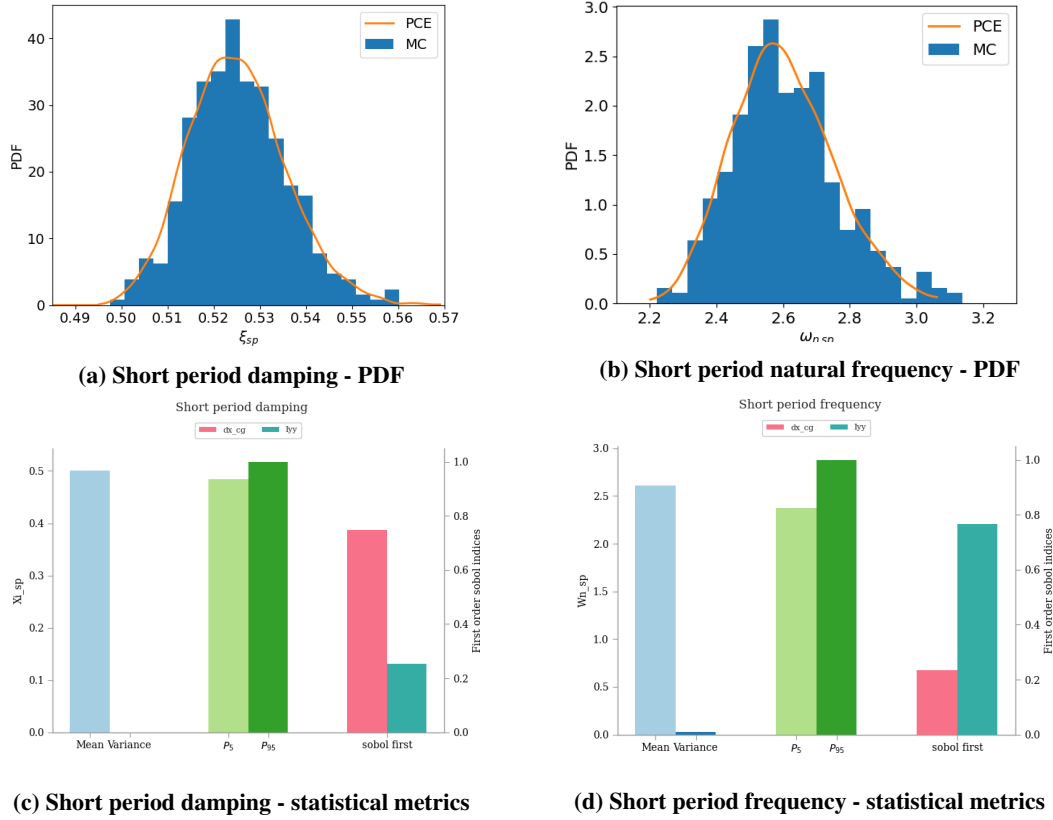 PCE
MC
40
30
20
10
0
PDF
0.49 0.50 0.51 0.52 0.53 0.54 0.55 0.56 0.57
ξsp
(a) Short period damping - PDF
PCE
MC
3.0
2.5
2.0
1.5
1.0
0.5
0.0
PDF
2.2 2.4 2.6 2.8 3.0 3.2
ωn,sp
(b) Short period natural frequency - PDF
Short period damping
dx_cg Iyy
0.5
0.4
0.3
0.2
0.1
0.0
Xi_sp
1.0
0.8
0.6
0.4
0.2
0.0
First order sobol indices
Mean Variance P5 P95 sobol first
(c) Short period damping - statistical metrics
Short period frequency
dx_cg Iyy
3.0
2.5
2.0
1.5
1.0
0.5
0.0
Wn_sp
1.0
0.8
0.6
0.4
0.2
0.0
First order sobol indices
Mean Variance P5 P95 sobol first
(d) Short period frequency - statistical metrics